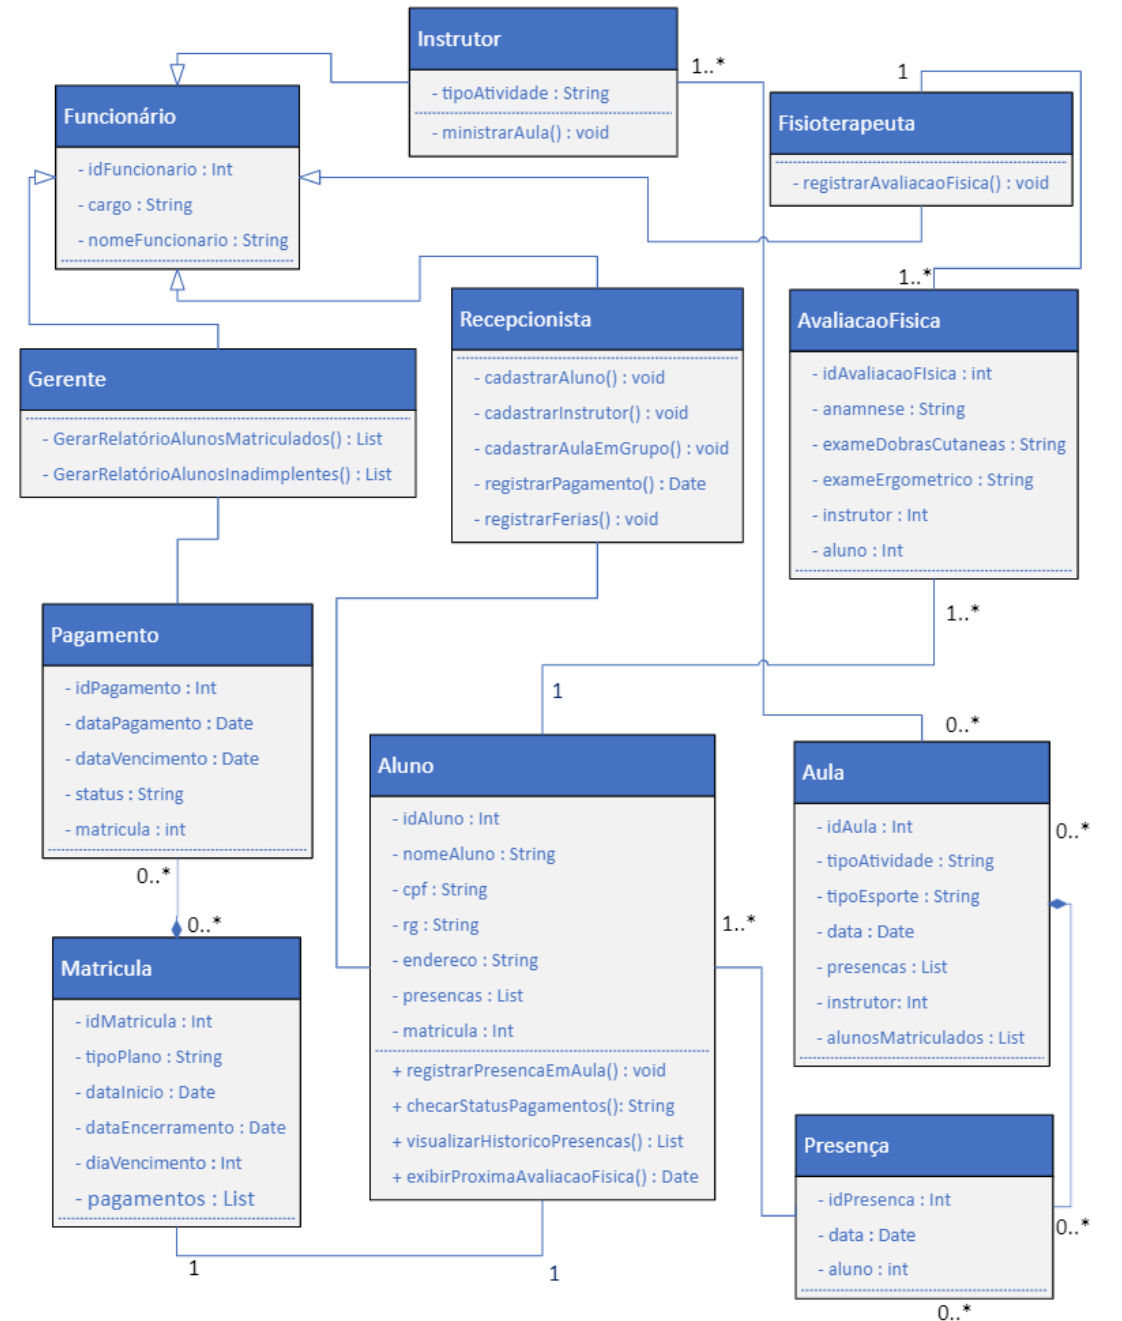 Instrutor
- tipoAtividade : String
- ministrarAula() : void
1..*
1
Fisioterapeuta
- registrarAvaliacaoFisica() : void
Funcionário
- idFuncionario : Int
- cargo : String
- nomeFuncionario : String
1..*
AvaliacaoFisica
- idAvaliacaoFIsica : int
- anamnese : String
- exameDobrasCutaneas : String
- exameErgometrico : String
- instrutor : Int
- aluno : Int
1..*
Recepcionista
- cadastrarAluno() : void
- cadastrarInstrutor() : void
- cadastrarAulaEmGrupo() : void
- registrarPagamento() : Date
- registrarFerias() : void
Gerente
- GerarRelatórioAlunosMatriculados() : List
- GerarRelatórioAlunosInadimplentes() : List
Pagamento
- idPagamento : Int
- dataPagamento : Date
- dataVencimento : Date
- status : String
- matricula : int
0..*
0..*
Matricula
- idMatricula : Int
- tipoPlano : String
- dataInicio : Date
- dataEncerramento : Date
- diaVencimento : Int
- pagamentos : List
1
1
Aluno
- idAluno : Int
- nomeAluno : String
- cpf : String
- rg : String
- endereco : String
- presencas : List
- matricula : Int
+ registrarPresencaEmAula() : void
+ checarStatusPagamentos(): String
+ visualizarHistoricoPresencas() : List
+ exibirProximaAvaliacaoFisica() : Date
1..*
1
0..*
Aula
- idAula : Int
- tipoAtividade : String
- tipoEsporte : String
- data : Date
- presencas : List
- instrutor: Int
- alunosMatriculados : List
0..*
Presença
- idPresenca : Int
- data : Date
- aluno : int
0..*
0..*